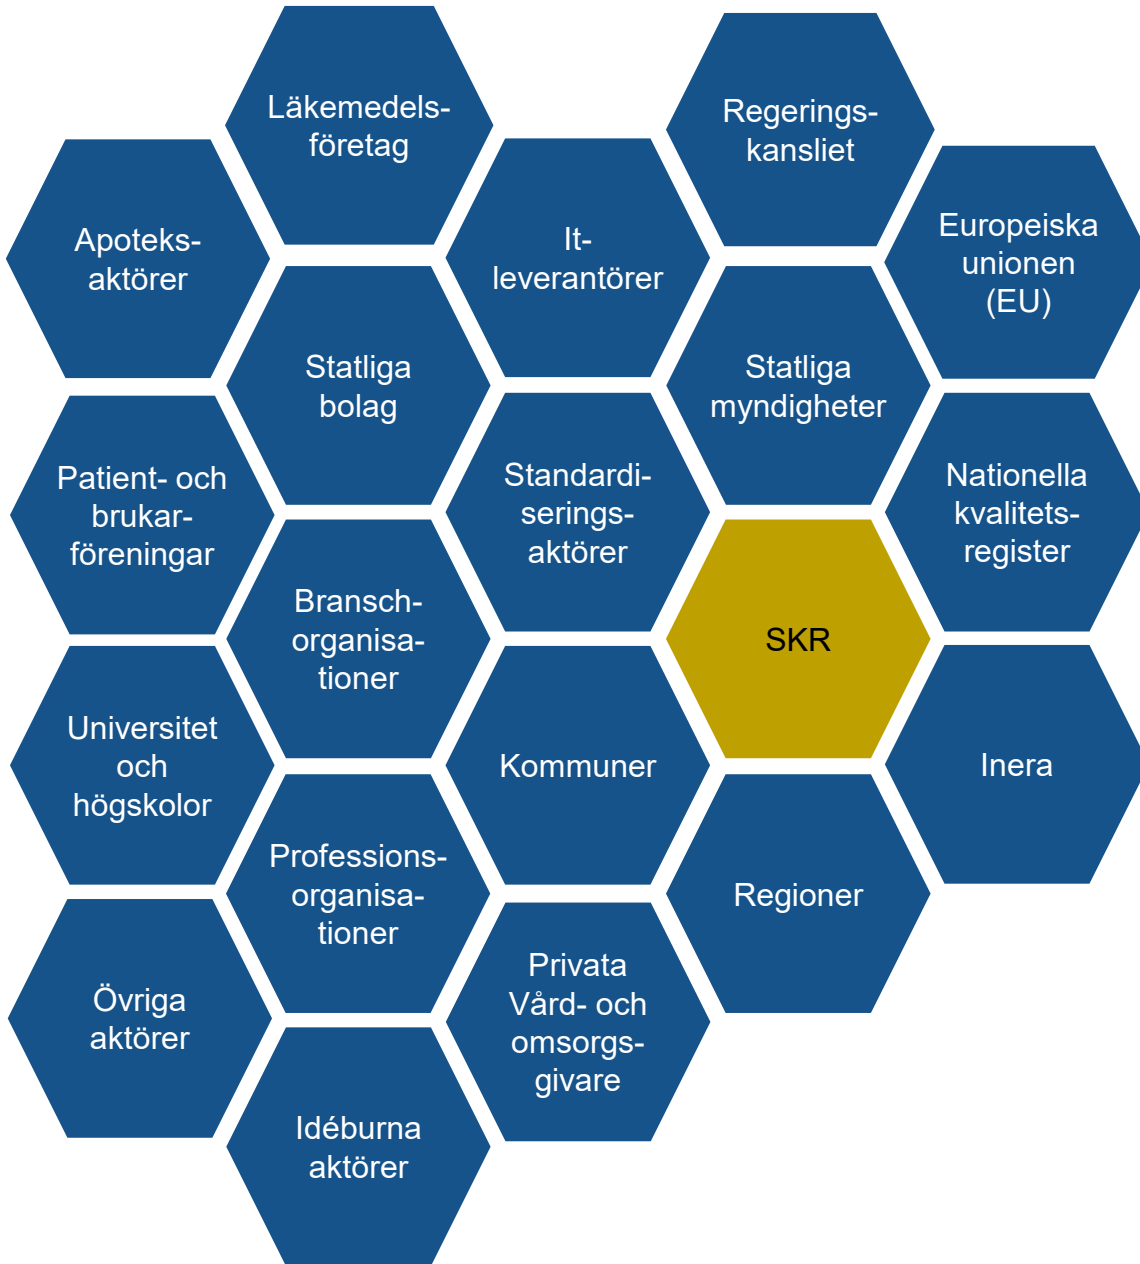 Läkemedels-
företag
Regerings-
kansliet
Apoteks-
aktörer
It-
leverantörer
Europeiska
unionen
(EU)
Statliga
bolag
Statliga
myndigheter
Patient- och
brukar-
föreningar
Standardi-
serings-
aktörer
Nationella
kvalitets-
register
Bransch-
organisa-
tioner
SKR
Universitet
och
högskolor
Kommuner
Inera
Professions-
organisa-
tioner
Regioner
Övriga
aktörer
Privata
Vård- och
omsorgs-
givare
Idéburna
aktörer